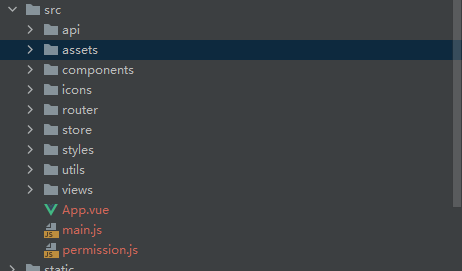 src
api
assets
components
icons
router
store
styles
utils
views
App.vue
JS main.js
JS permission.js
static